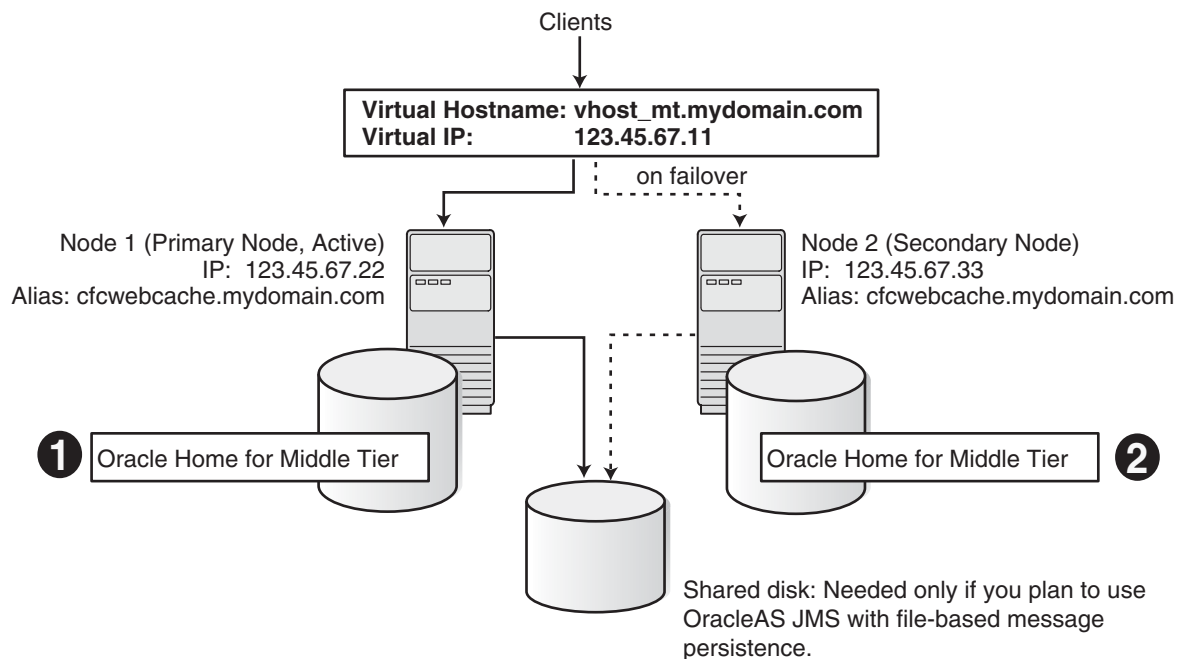 Clients
Virtual Hostname: vhost_mt.mydomain.com
Virtual IP: 123.45.67.11
on failover
Node 1 (Primary Node, Active)
IP: 123.45.67.22
Alias: cfcwebcache.mydomain.com
Node 2 (Secondary Node)
IP: 123.45.67.33
Alias: cfcwebcache.mydomain.com
1 Oracle Home for Middle Tier
Oracle Home for Middle Tier 2
Shared disk: Needed only if you plan to use
OracleAS JMS with file-based message
persistence.